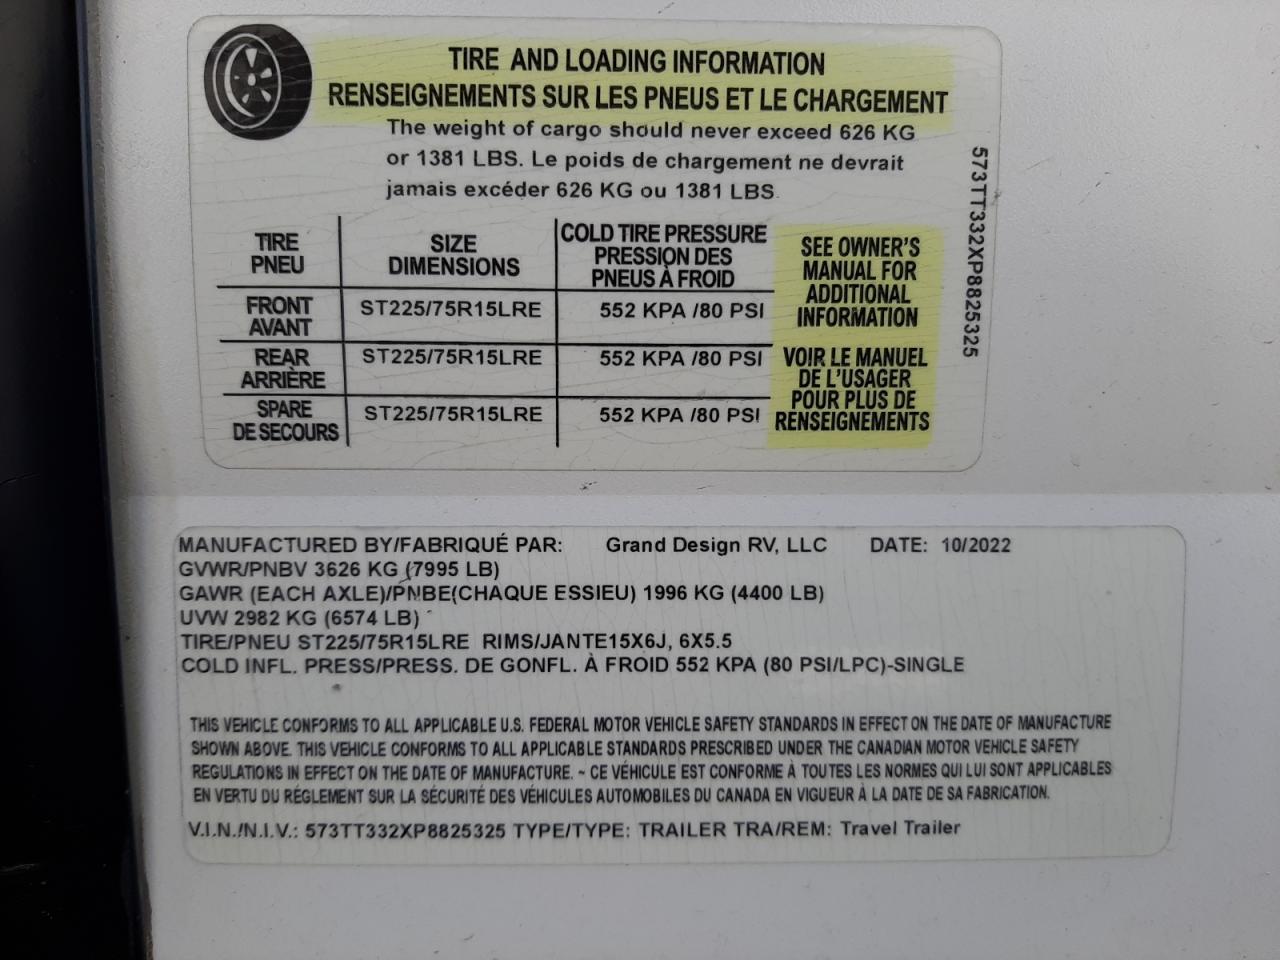 TIRE AND LOADING INFORMATION
RENSEIGNEMENTS SUR LES PNEUS ET LE CHARGEMENT
The weight of cargo should never exceed 626 KG
or 1381 LBS. Le poids de chargement ne devrait
jamais excéder 626 KG ou 1381 LBS.
TIRE
PNEU
SIZE
DIMENSIONS
COLD TIRE PRESSURE
PRESSION DES
PNEUS À FROID
FRONT
AVANT
ST225/75R15LRE
552 KPA /80 PSI
REAR
ARRIÈRE
ST225/75R15LRE
552 KPA /80 PSI
SPARE
DE SECOURS
ST225/75R15LRE
552 KPA /80 PSI
SEE OWNER'S
MANUAL FOR
ADDITIONAL
INFORMATION
VOIR LE MANUEL
DE L'USAGER
POUR PLUS DE
RENSEIGNEMENTS
573TT332XP8825325
MANUFACTURED BY/FABRIQUÉ PAR: Grand Design RV, LLC DATE: 10/2022
GVWR/PNBV 3626 KG (7995 LB)
GAWR (EACH AXLE)/PNBE(CHAQUE ESSIEU) 1996 KG (4400 LB)
UVW 2982 KG (6574 LB)
TIRE/PNEU ST225/75R15LRE RIMS/JANTE15X6J, 6X5.5
COLD INFL. PRESS/PRESS. DE GONFL. À FROID 552 KPA (80 PSI/LPC)-SINGLE
THIS VEHICLE CONFORMS TO ALL APPLICABLE U.S. FEDERAL MOTOR VEHICLE SAFETY STANDARDS IN EFFECT ON THE DATE OF MANUFACTURE
SHOWN ABOVE. THIS VEHICLE CONFORMS TO ALL APPLICABLE STANDARDS PRESCRIBED UNDER THE CANADIAN MOTOR VEHICLE SAFETY
REGULATIONS IN EFFECT ON THE DATE OF MANUFACTURE. ~ CE VÉHICULE EST CONFORME À TOUTES LES NORMES QUI LUI SONT APPLICABLES
EN VERTU DU RÉGLEMENT SUR LA SÉCURITÉ DES VÉHICULES AUTOMOBILES DU CANADA EN VIGUEUR À LA DATE DE SA FABRICATION.
V.I.N./N.I.V.: 573TT332XP8825325 TYPE/TYPE: TRAILER TRA/REM: Travel Trailer